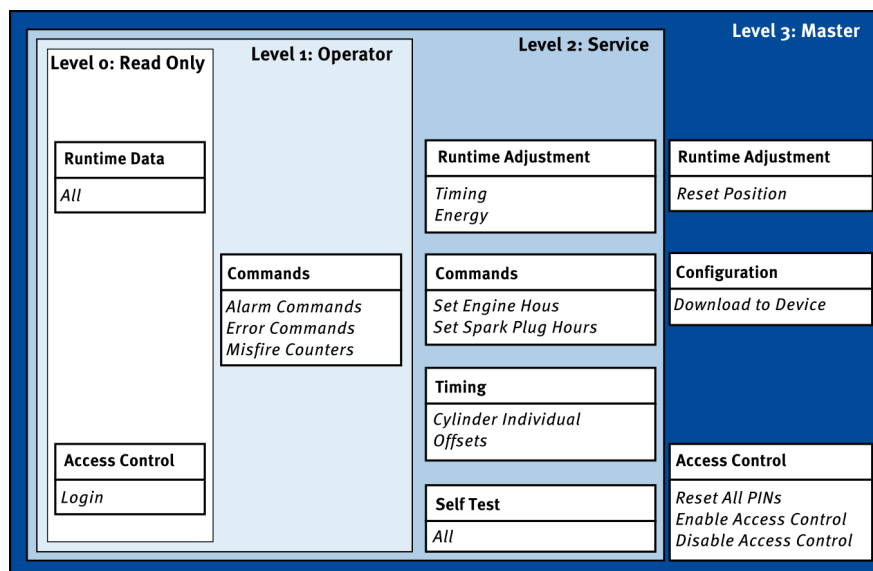 Level 0: Read Only
Runtime Data
All
Access Control
Login
Level 1: Operator
Commands
Alarm Commands
Error Commands
Misfire Counters
Level 2: Service
Runtime Adjustment
Timing
Energy
Commands
Set Engine Hous
Set Spark Plug Hours
Timing
Cylinder Individual
Offsets
Self Test
All
Level 3: Master
Runtime Adjustment
Reset Position
Configuration
Download to Device
Access Control
Reset All PINs
Enable Access Control
Disable Access Control